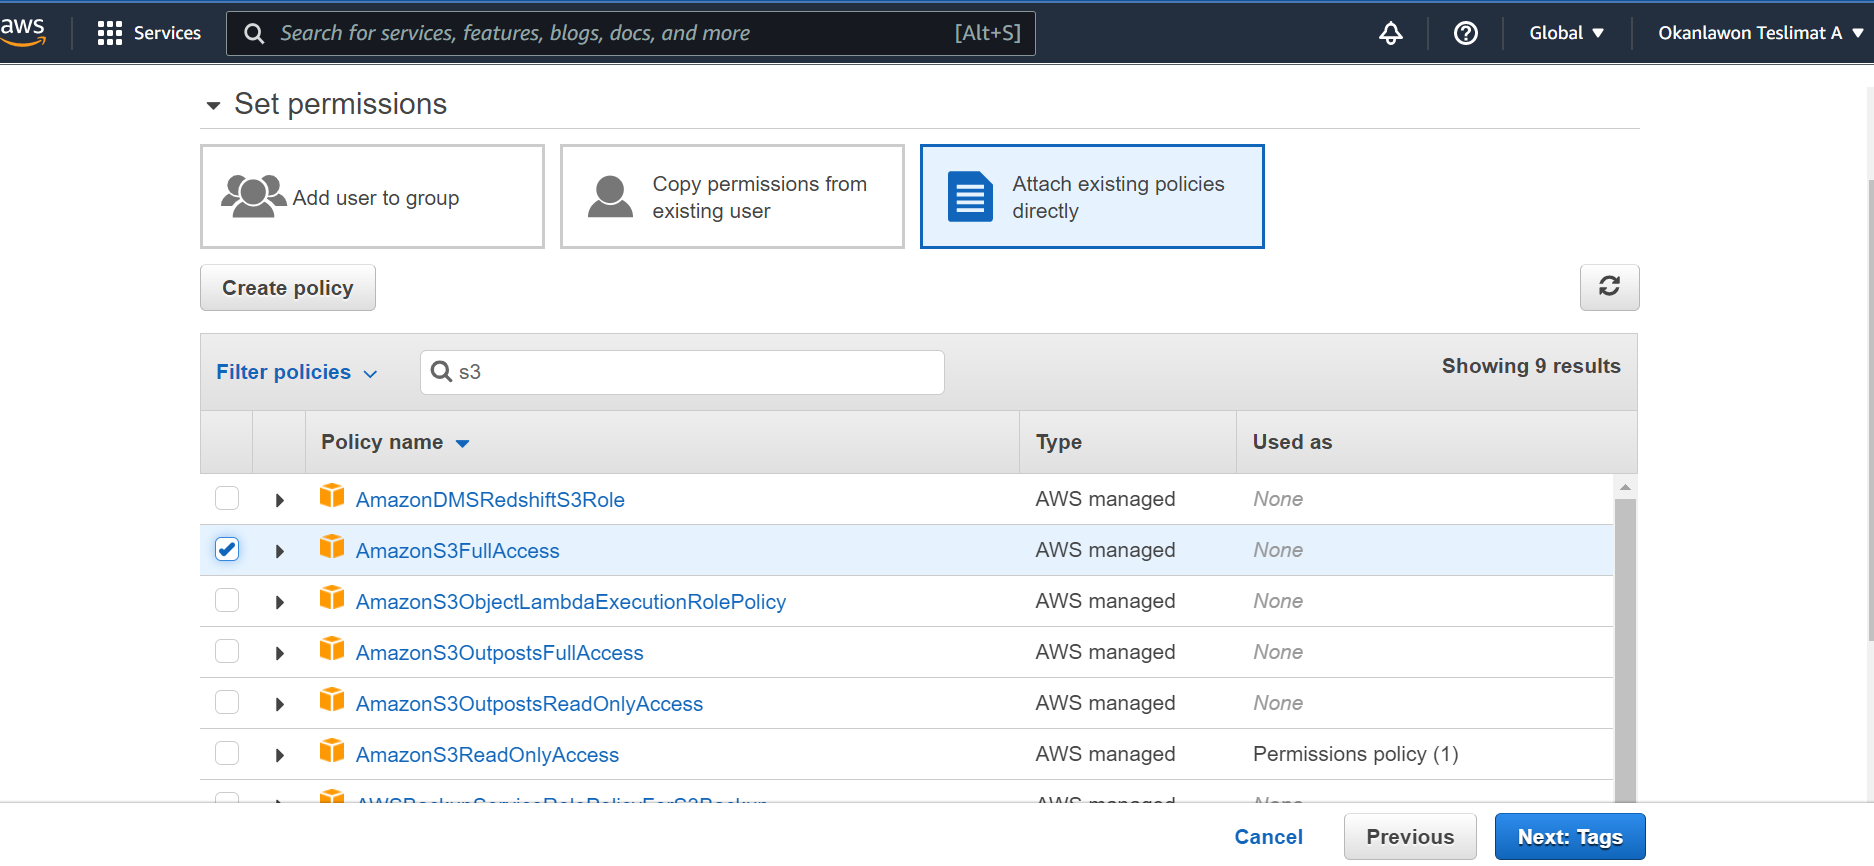 aws
Services
Search for services, features, blogs, docs, and more
[Alt+S]
Global
Okanlawon Teslimat A
Set permissions
Add user to group
Copy permissions from
existing user
Attach existing policies
directly
Create policy
Filter policies
s3
Showing 9 results
Policy name
Type
Used as
AmazonDMSRedshiftS3Role
AWS managed
None
AmazonS3FullAccess
AWS managed
None
AmazonS3ObjectLambdaExecutionRolePolicy
AWS managed
None
AmazonS3OutpostsFullAccess
AWS managed
None
AmazonS3OutpostsReadOnlyAccess
AWS managed
None
AmazonS3ReadOnlyAccess
AWS managed
Permissions policy (1)
AWSBackupServiceRolePolicyForS3Backup
AWS managed
None
Cancel
Previous
Next: Tags